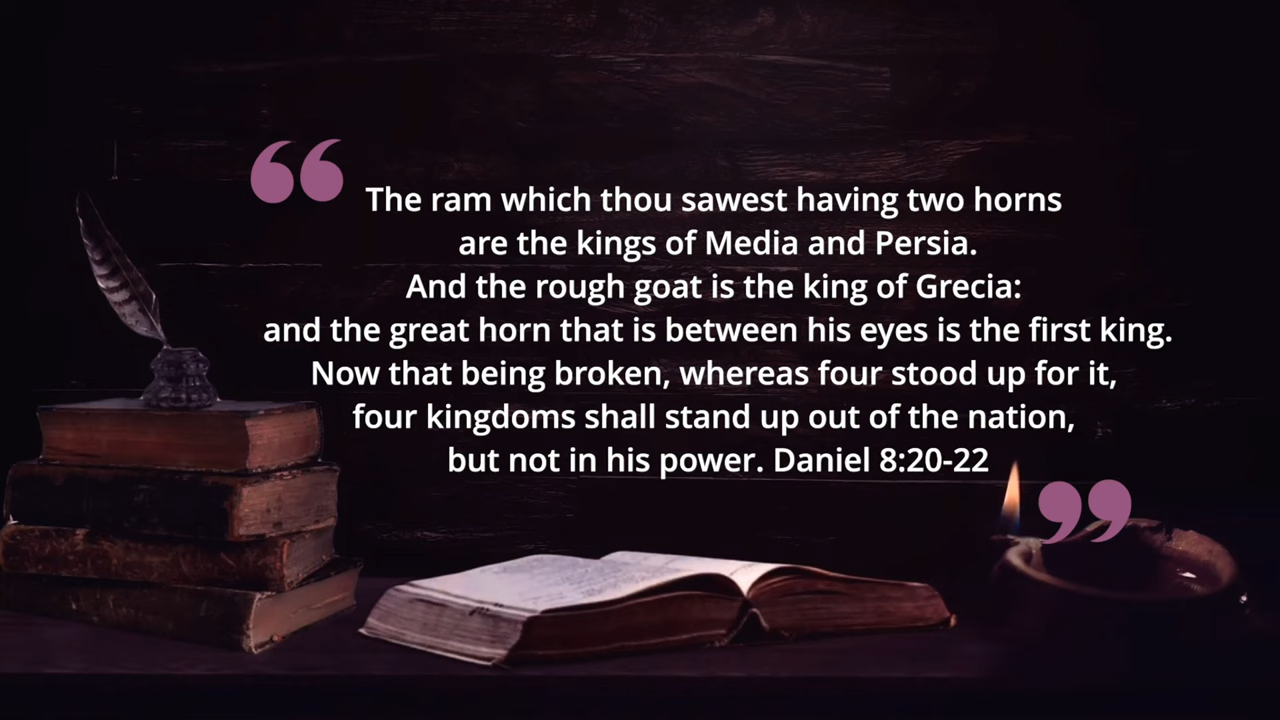 The ram which thou sawest having two horns
are the kings of Media and Persia.
And the rough goat is the king of Grecia:
and the great horn that is between his eyes is the first king.
Now that being broken, whereas four stood up for it,
four kingdoms shall stand up out of the nation,
but not in his power. Daniel 8:20-22